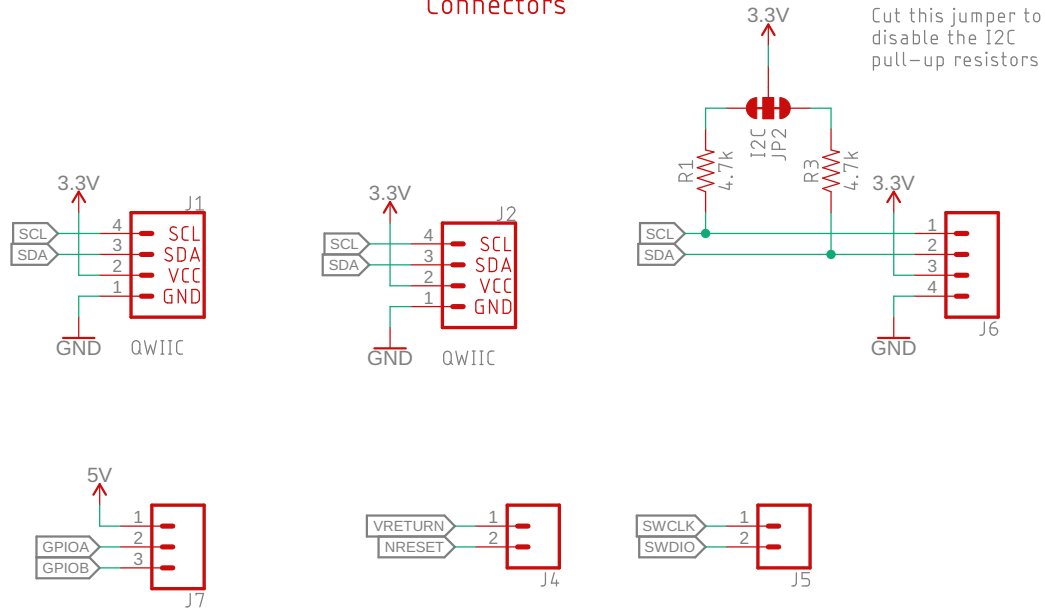 Connectors
3.3V
Cut this jumper to
disable the I2C
pull-up resistors
I2C
JP2
R1
4.7k
R3
4.7k
3.3V
J1
SCL
4
SCL
SDA
3
SDA
2
VCC
1
GND
GND
QWIIC
3.3V
J2
SCL
4
SCL
SDA
3
SDA
2
VCC
1
GND
GND
QWIIC
3.3V
SCL
1
SDA
2
3
4
J6
GND
5V
1
GPIOA
2
GPIOB
3
J7
VRETURN
1
NRESET
2
J4
SWCLK
1
SWDIO
2
J5